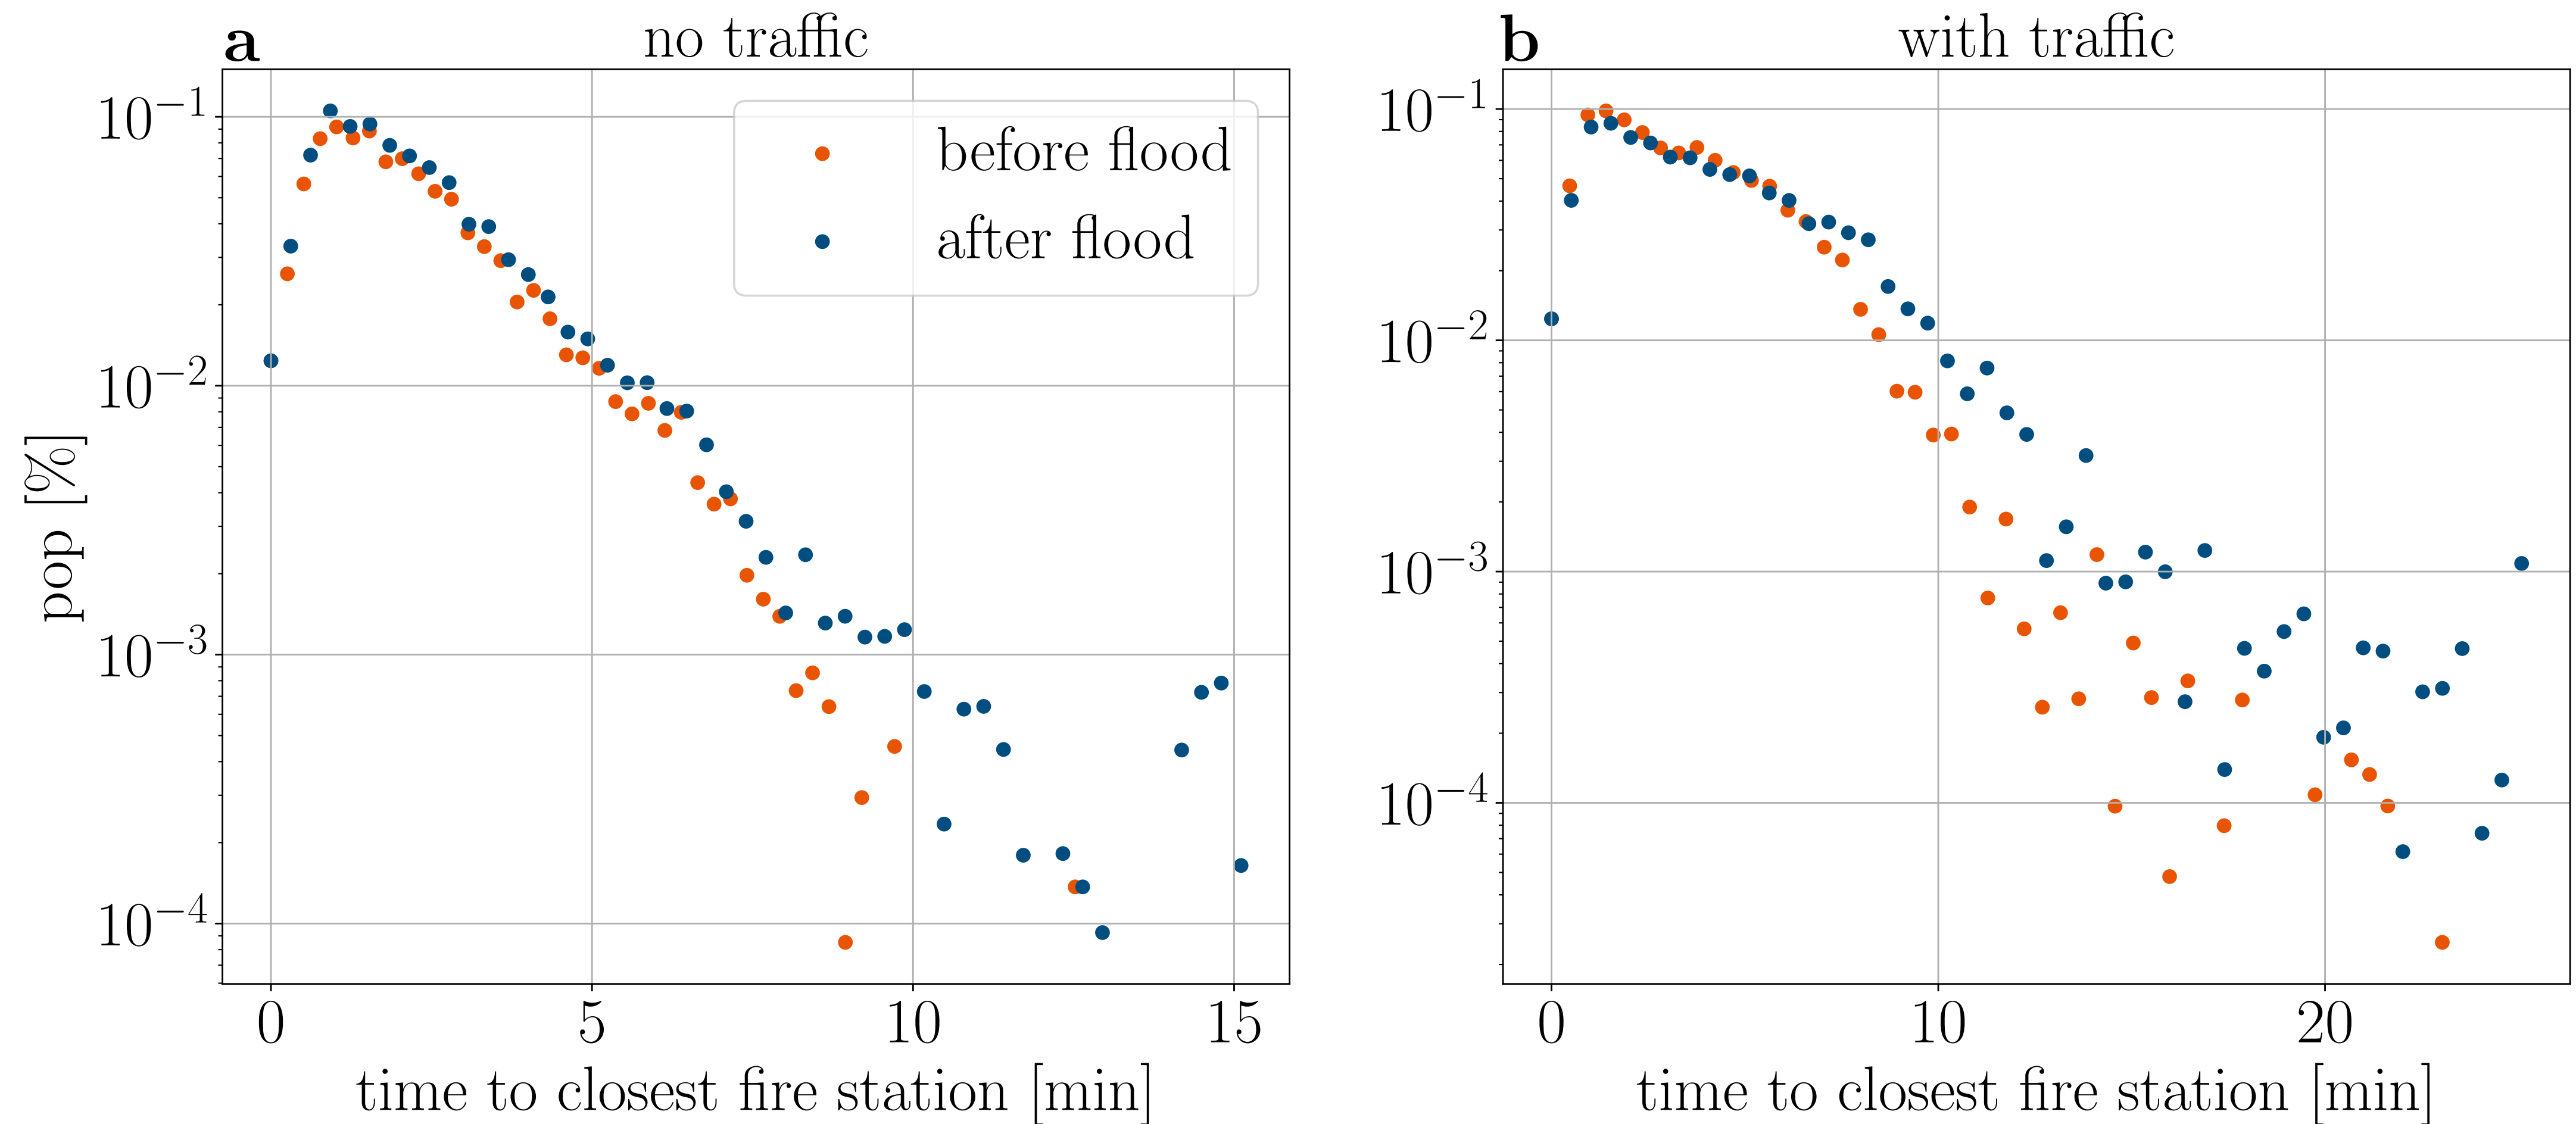 a no traffic
before flood
after flood
pop [%]
10−1
10−2
10−3
10−4
0 5 10 15
time to closest fire station [min]
b with traffic
10−1
10−2
10−3
10−4
0 10 20
time to closest fire station [min]